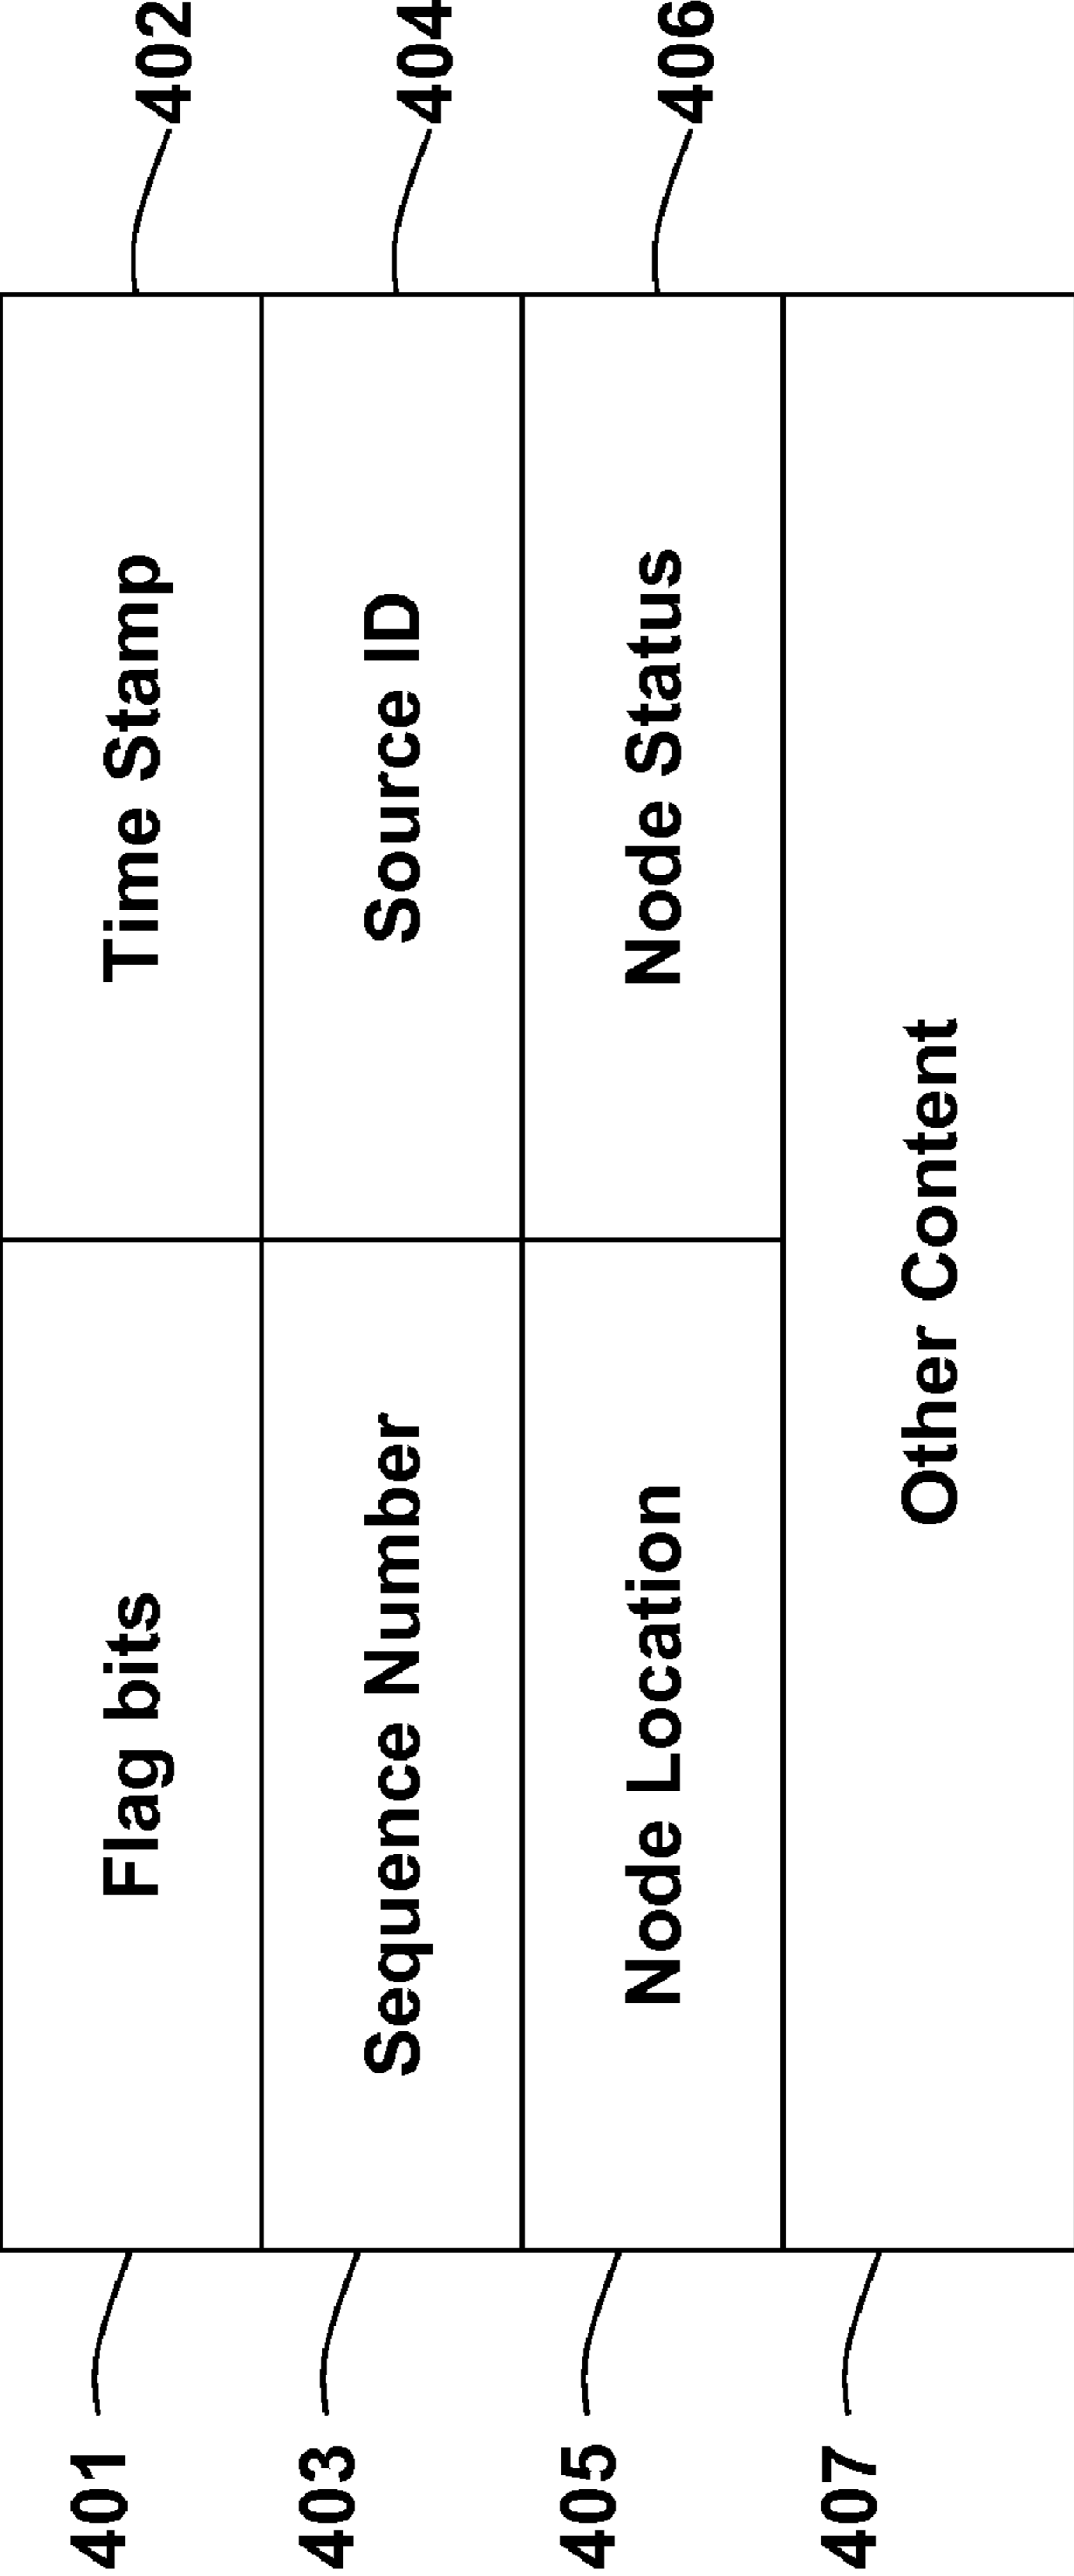 401 Flag bits Time Stamp 402
403 Sequence Number Source ID 404
405 Node Location Node Status 406
407 Other Content